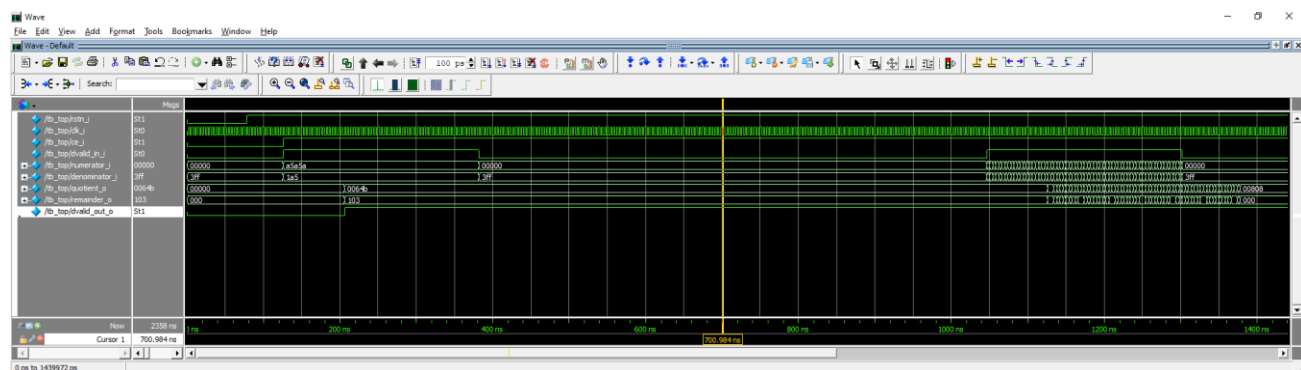 Wave
File Edit View Add Format Tools Bookmarks Window Help
Wave - Default
100 ps
Search:
Msgs
/tb_top/rstn_i St1
/tb_top/clk_i St0
/tb_top/ce_i St1
/tb_top/dvalid_in_i St0
/tb_top/numerator_i 00000 00000 a5a5a 00000 00000
/tb_top/denominator_i 3ff 3ff 1a5 3ff 3ff
/tb_top/quotient_o 0064b 00000 0064b 00808
/tb_top/remainder_o 103 000 103 000
/tb_top/dvalid_out_o St1
Now 2358 ns ns 200 ns 400 ns 600 ns 800 ns 1000 ns 1200 ns 1400 ns
Cursor 1 700.984 ns 700.984 ns
0 ps to 1439972 ps